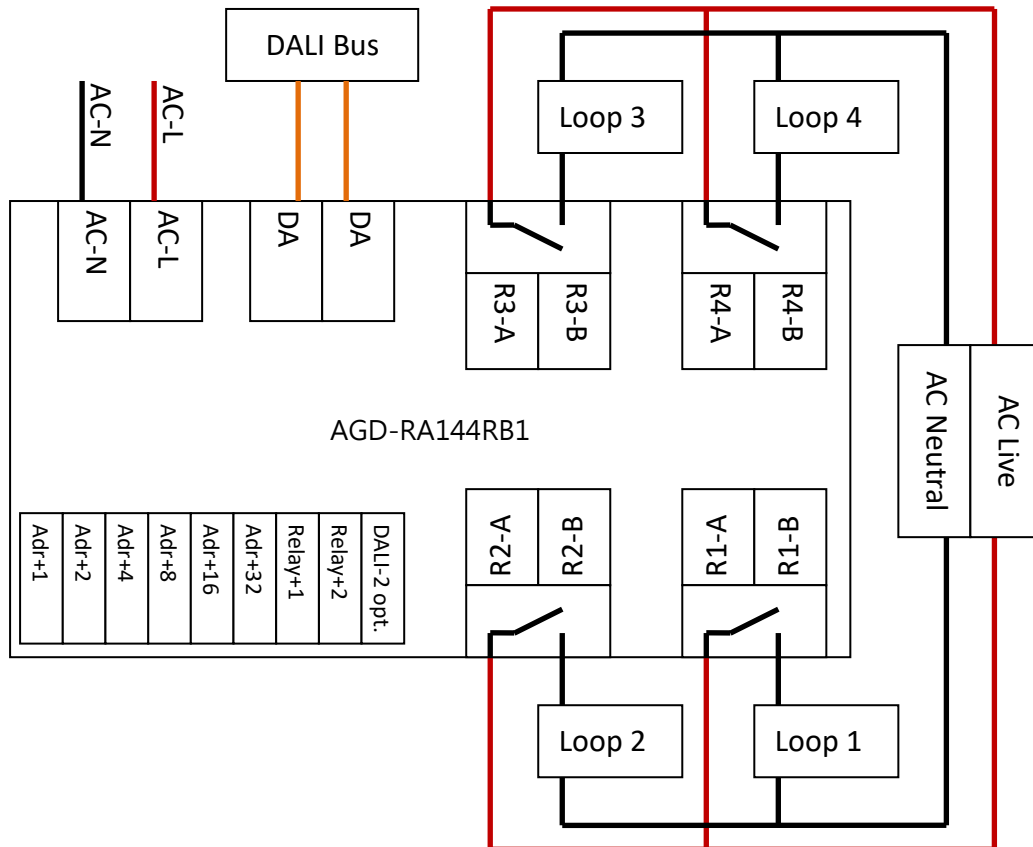 DALI Bus
AC-N
AC-L
Loop 3
Loop 4
AC-N
AC-L
DA
DA
R3-A
R3-B
R4-A
R4-B
AC Neutral
AC Live
AGD-RA144RB1
R2-A
R2-B
R1-A
R1-B
Adr+1
Adr+2
Adr+4
Adr+8
Adr+16
Adr+32
Relay+1
Relay+2
DALI-2 opt.
Loop 2
Loop 1